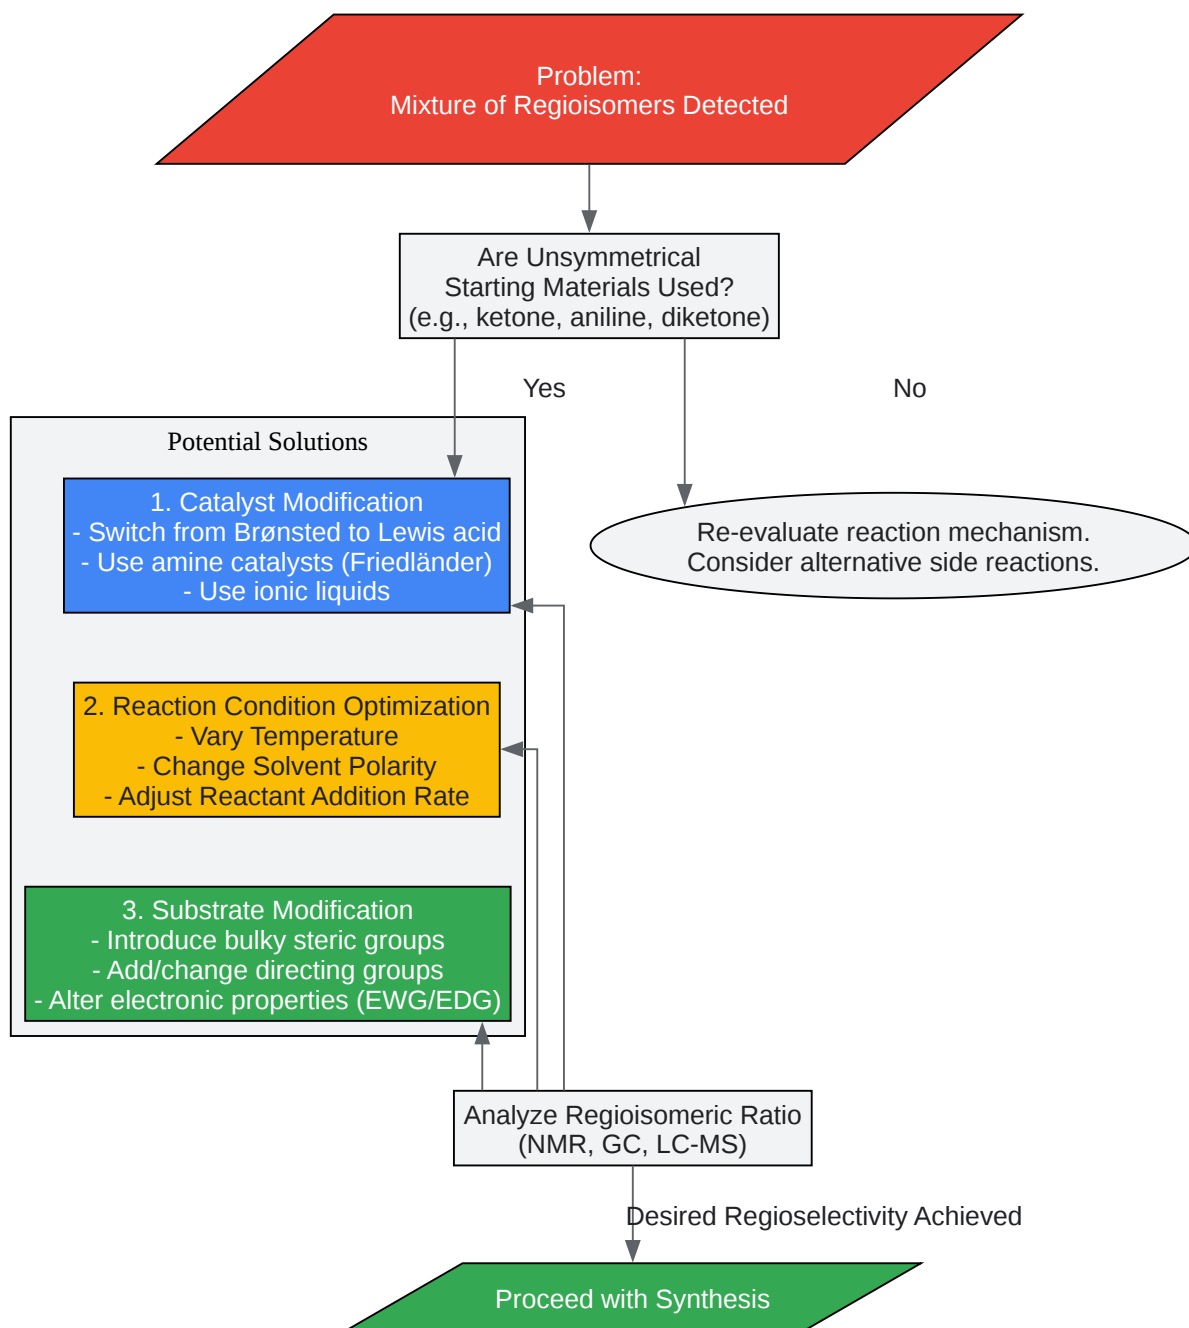 Problem:
Mixture of Regioisomers Detected
Are Unsymmetrical
Starting Materials Used?
(e.g., ketone, aniline, diketone)
Yes
No
Potential Solutions
1. Catalyst Modification
- Switch from Brønsted to Lewis acid
- Use amine catalysts (Friedländer)
- Use ionic liquids
Re-evaluate reaction mechanism.
Consider alternative side reactions.
2. Reaction Condition Optimization
- Vary Temperature
- Change Solvent Polarity
- Adjust Reactant Addition Rate
3. Substrate Modification
- Introduce bulky steric groups
- Add/change directing groups
- Alter electronic properties (EWG/EDG)
Analyze Regioisomeric Ratio
(NMR, GC, LC-MS)
Desired Regioselectivity Achieved
Proceed with Synthesis